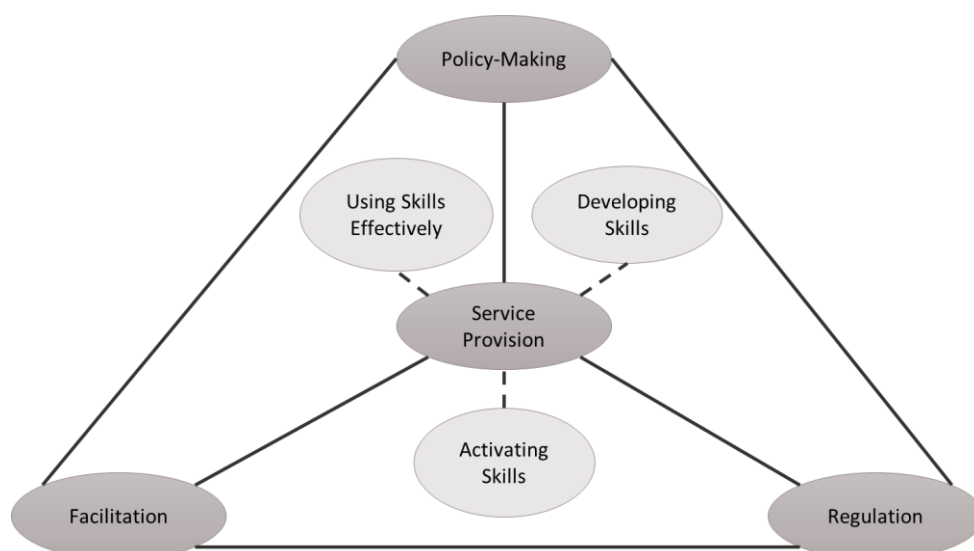 Policy-Making
Using Skills
Effectively
Developing
Skills
Service
Provision
Activating
Skills
Facilitation
Regulation